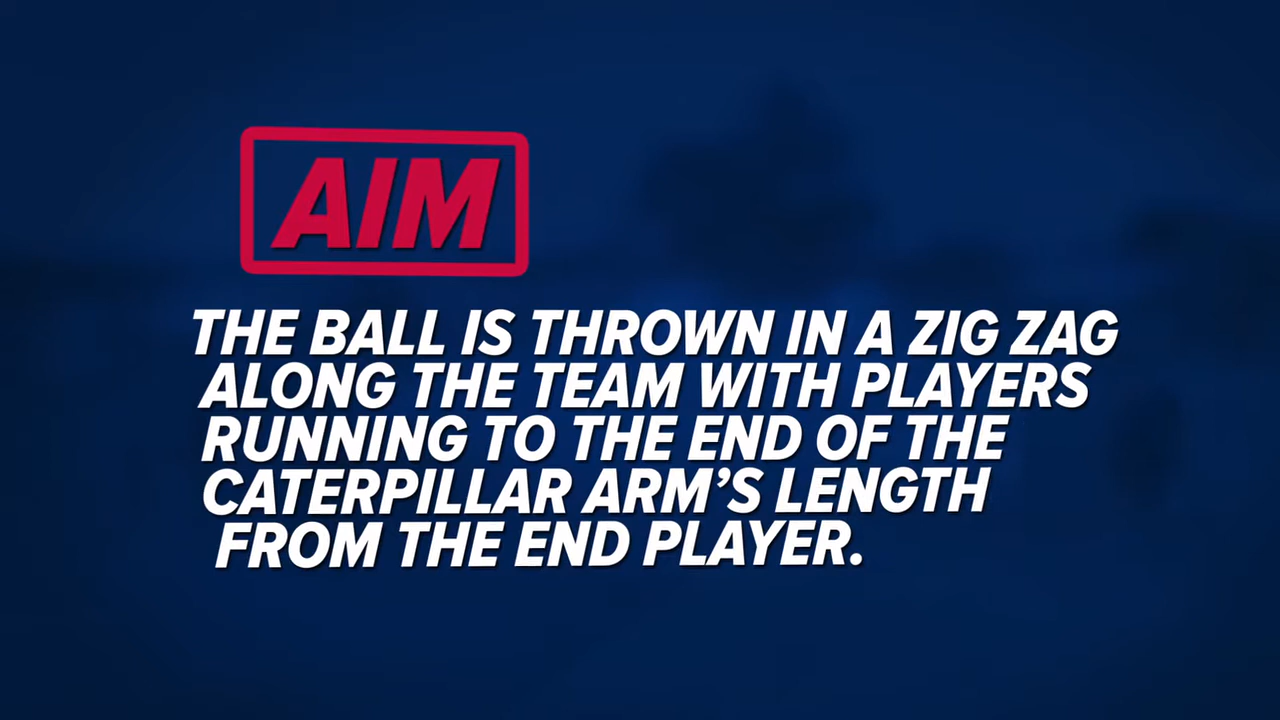 AIM
THE BALL IS THROWN IN A ZIG ZAG
ALONG THE TEAM WITH PLAYERS
RUNNING TO THE END OF THE
CATERPILLAR ARM’S LENGTH
FROM THE END PLAYER.